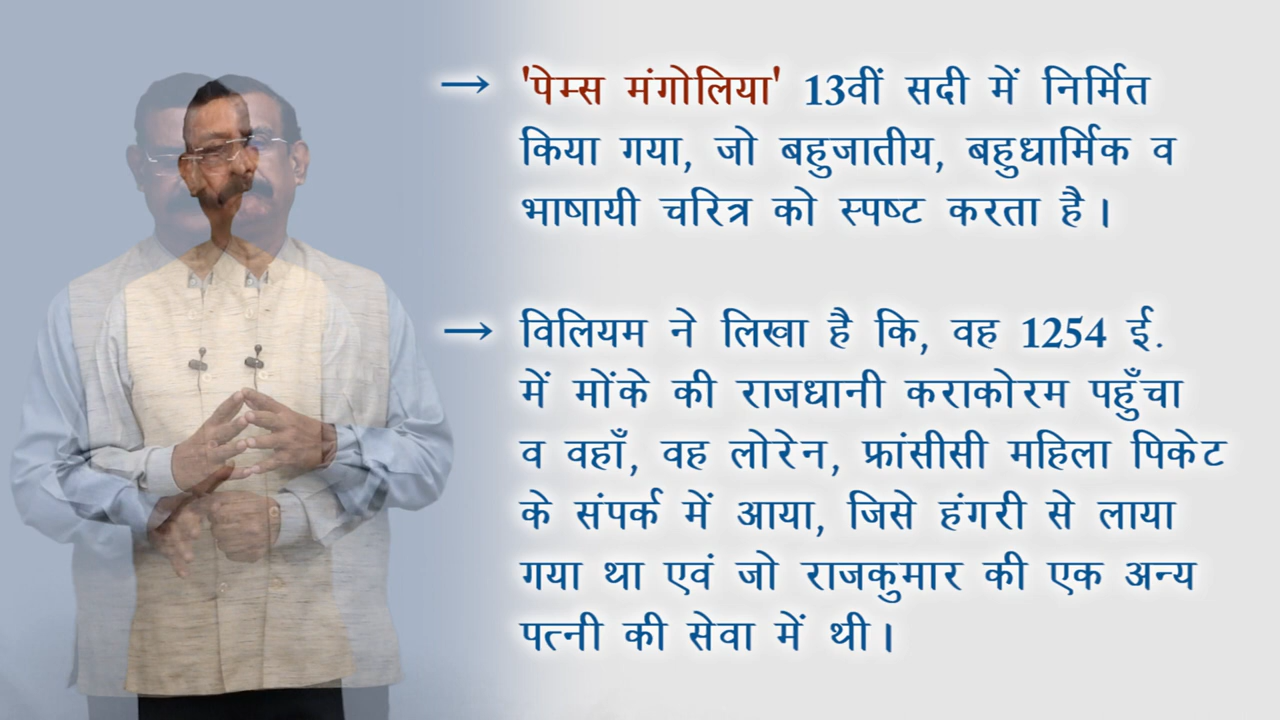 → 'पेम्स मंगोलिया' 13वीं सदी में निर्मित
किया गया, जो बहुजातीय, बहुधार्मिक व
भाषायी चरित्र को स्पष्ट करता है।
→ विलियम ने लिखा है कि, वह 1254 ई.
में मोंके की राजधानी कराकोरम पहुँचा
व वहाँ, वह लोरेन, फ्रांसीसी महिला पिकेट
के संपर्क में आया, जिसे हंगरी से लाया
गया था एवं जो राजकुमार की एक अन्य
पत्नी की सेवा में थी।